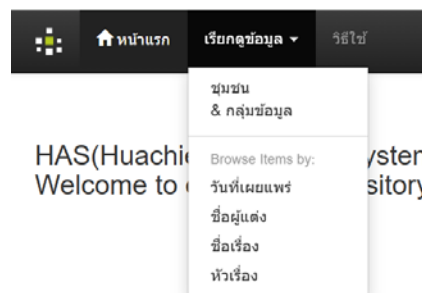 หน้าแรก เรียกดูข้อมูล วิธีใช้
ชุมชน
& กลุ่มข้อมูล
Browse Items by:
HAS(Huachie ystem
Welcome to sitory
วันที่เผยแพร่
ชื่อผู้แต่ง
ชื่อเรื่อง
หัวเรื่อง